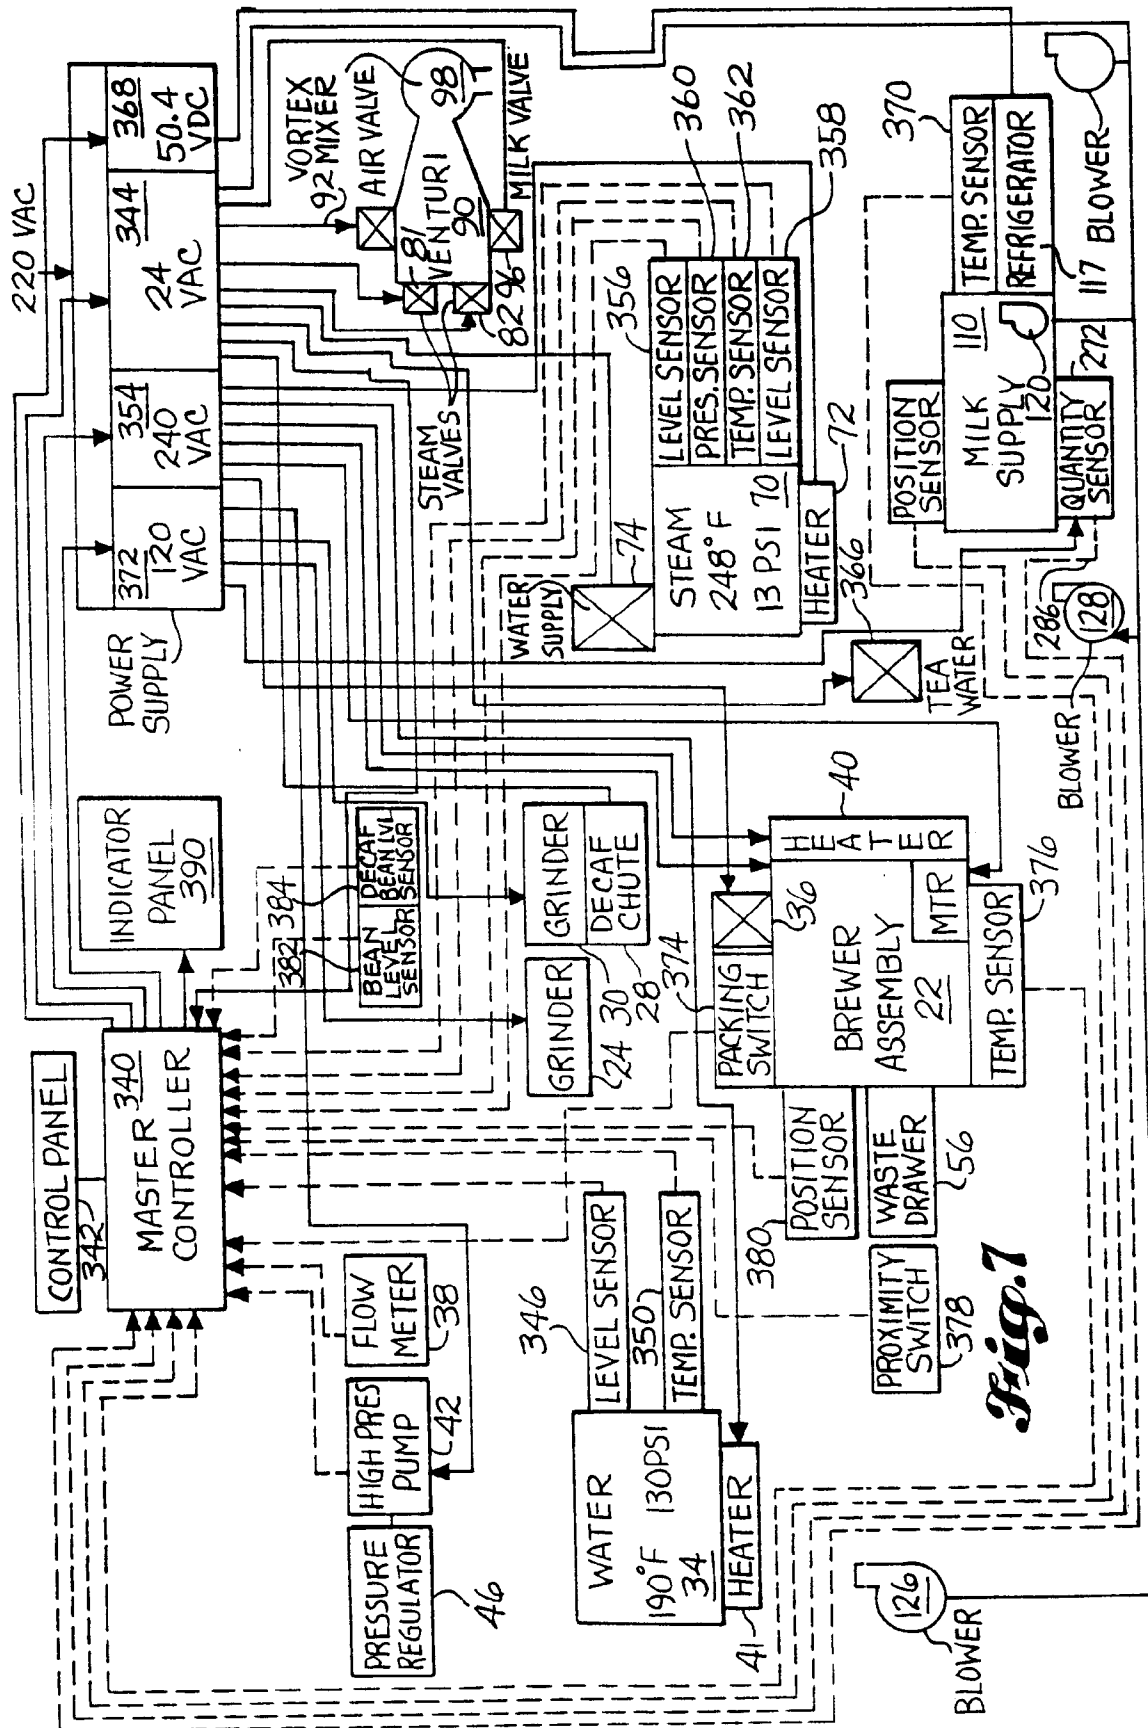 CONTROL PANEL
342
MASTER 340
CONTROLLER
INDICATOR
PANEL
390
POWER
SUPPLY
220 VAC
372
120
VAC
354
240
VAC
344
24
VAC
368
50.4
VDC
PRESSURE
REGULATOR
46
HIGH PRES
PUMP
42
FLOW
METER
38
382
384
BEAN
LEVEL
SENSOR
DECAF
BEAN LVL
SENSOR
VORTEX
92 MIXER
AIR VALVE
81
VENTURI
90
98
82
96
MILK VALVE
STEAM
VALVES
WATER
190°F 130PSI
34
HEATER
41
346
LEVEL SENSOR
350
TEMP. SENSOR
GRINDER
24
GRINDER
30
DECAF
CHUTE
28
WATER
SUPPLY
74
STEAM
248°F
13 PSI 70
HEATER
72
356
LEVEL SENSOR
PRES. SENSOR
360
TEMP. SENSOR
362
LEVEL SENSOR
358
374
PACKING
SWITCH
36
HEATER
40
BREWER
ASSEMBLY
22
MTR
TEMP. SENSOR
376
380
POSITION
SENSOR
WASTE
DRAWER
56
PROXIMITY
SWITCH
378
366
TEA
WATER
POSITION
SENSOR
MILK 110
SUPPLY
120
QUANTITY
SENSOR
272
286
TEMP. SENSOR
370
REFRIGERATOR
117
BLOWER
BLOWER
128
BLOWER
126
Fig. 7